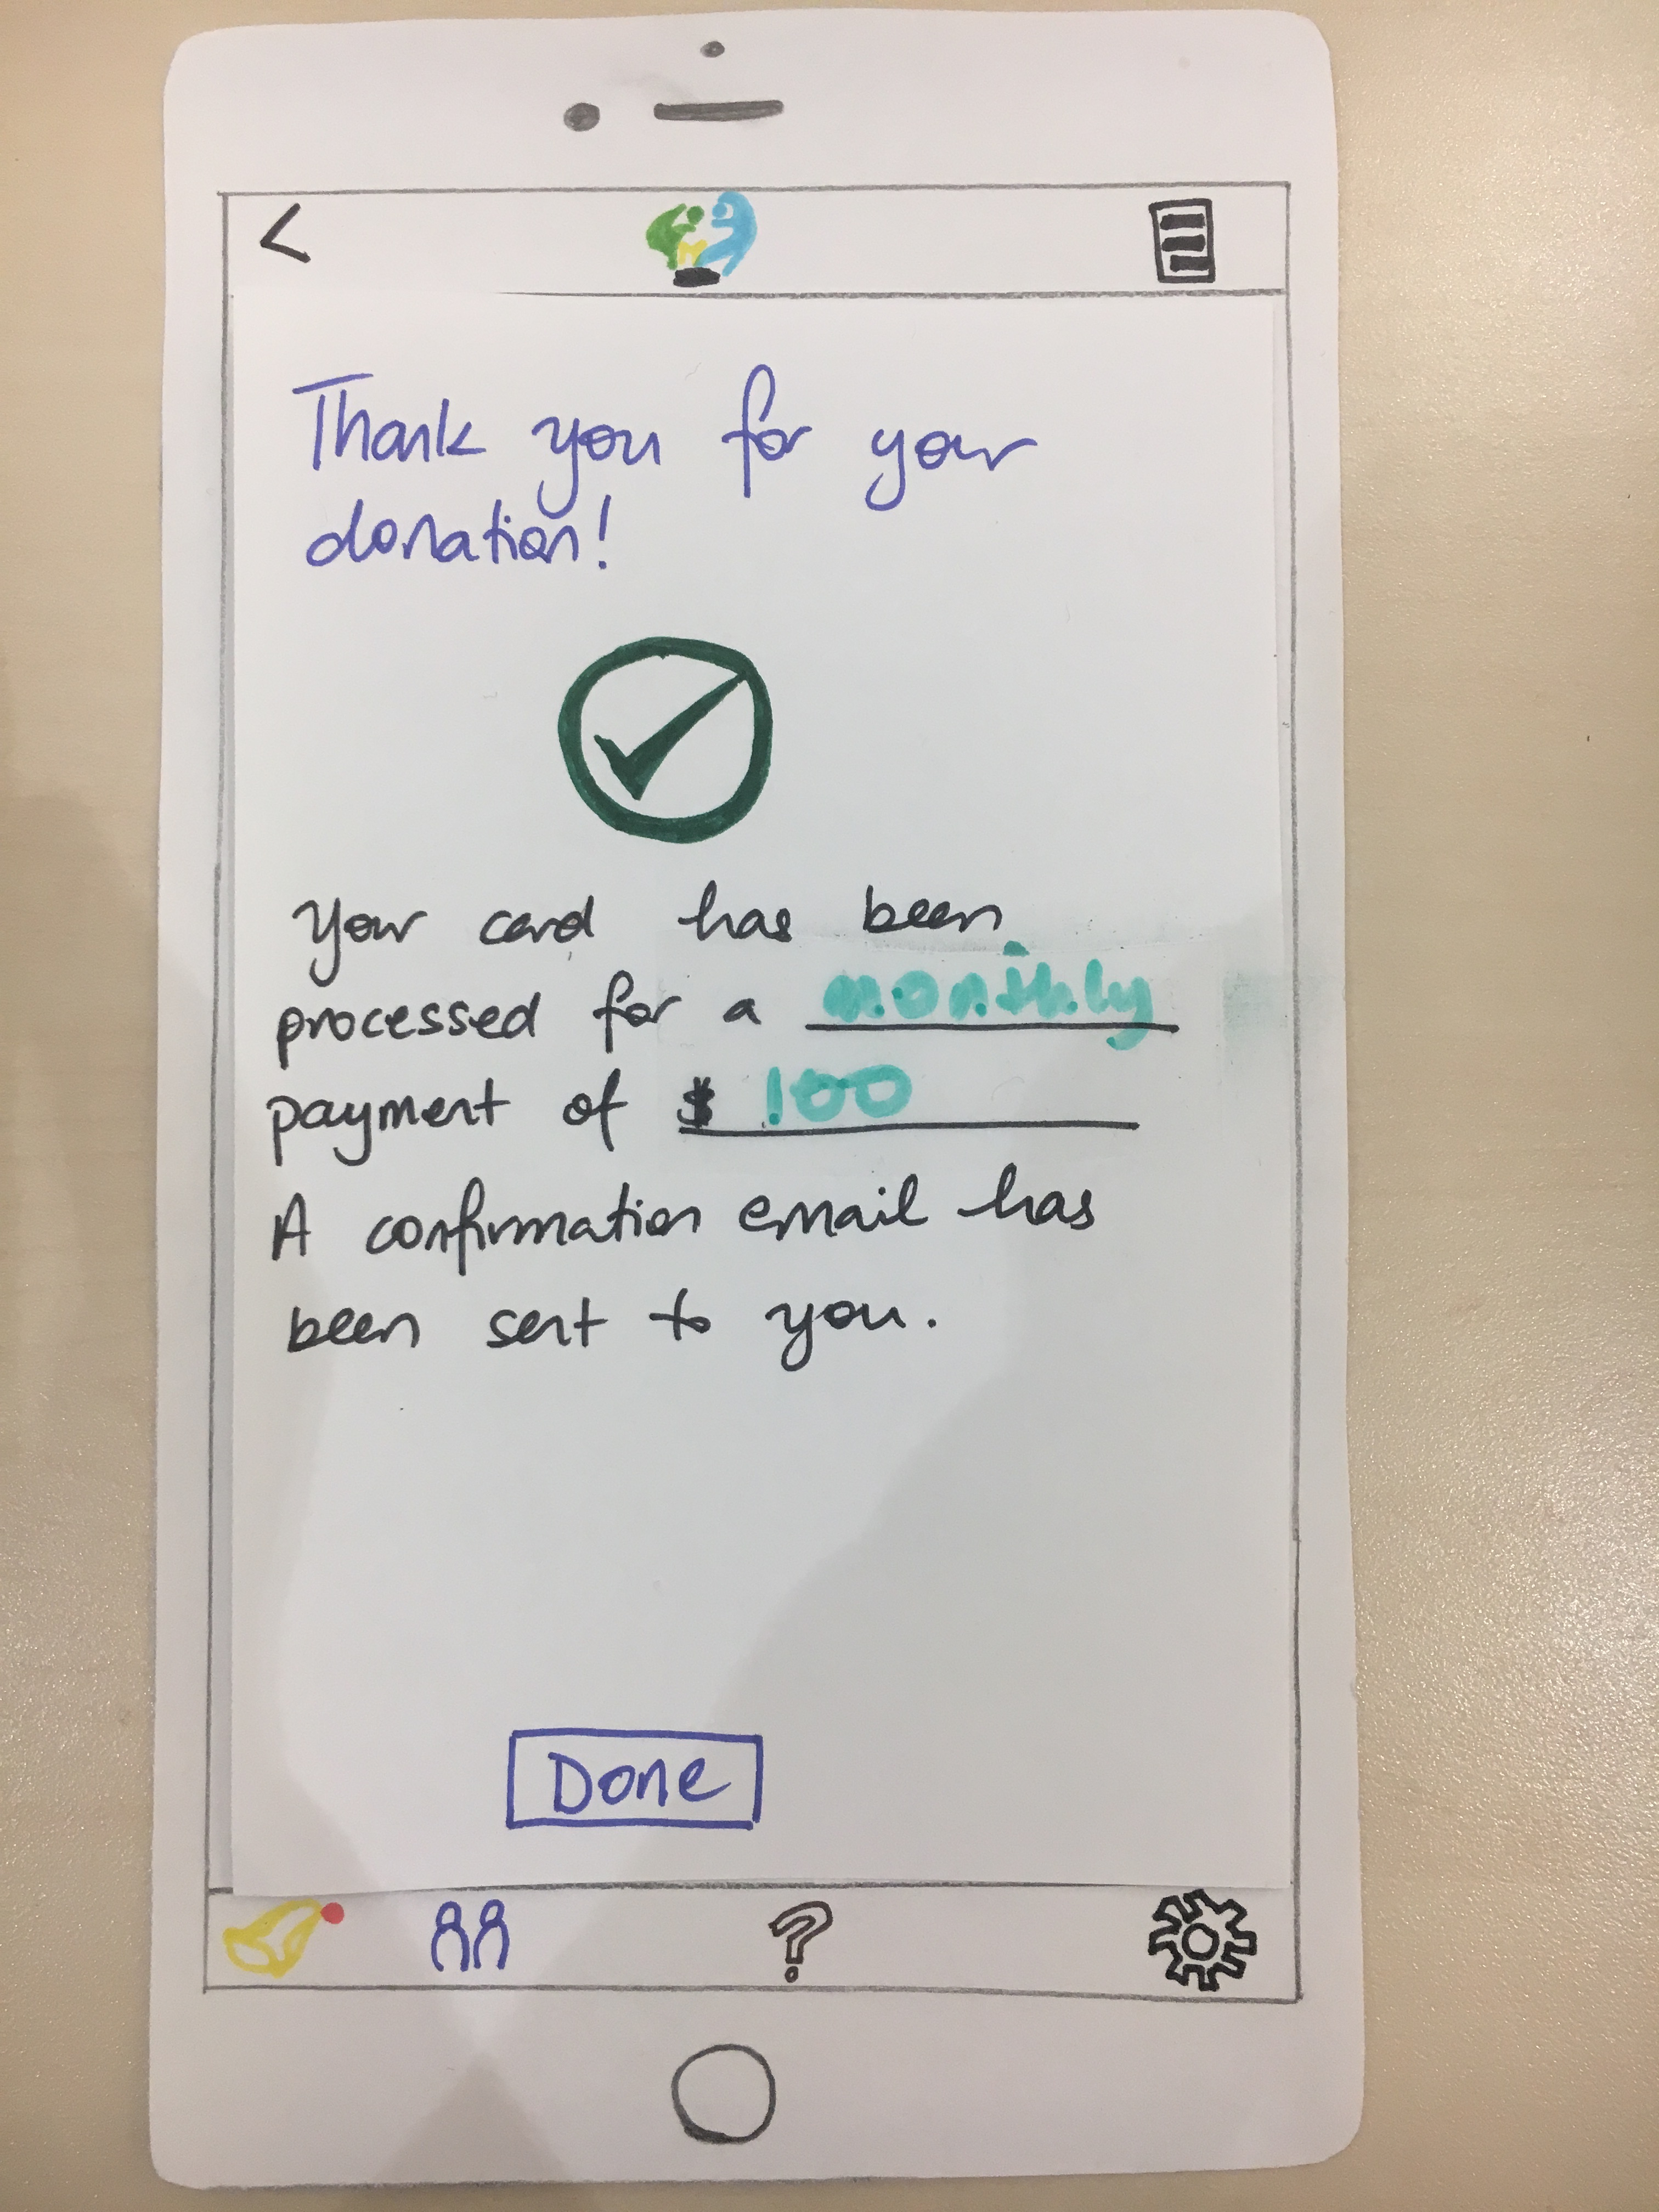 Thank you for your
donation!
Your card has been
processed for a monthly
payment of $ 100
A confirmation email has
been sent to you.
Done
?